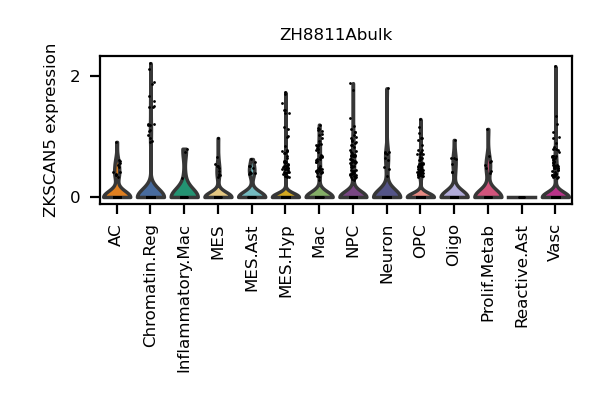 ZH8811Abulk
ZKSCAN5 expression
2
0
AC
Chromatin.Reg
Inflammatory.Mac
MES
MES.Ast
MES.Hyp
Mac
NPC
Neuron
OPC
Oligo
Prolif.Metab
Reactive.Ast
Vasc